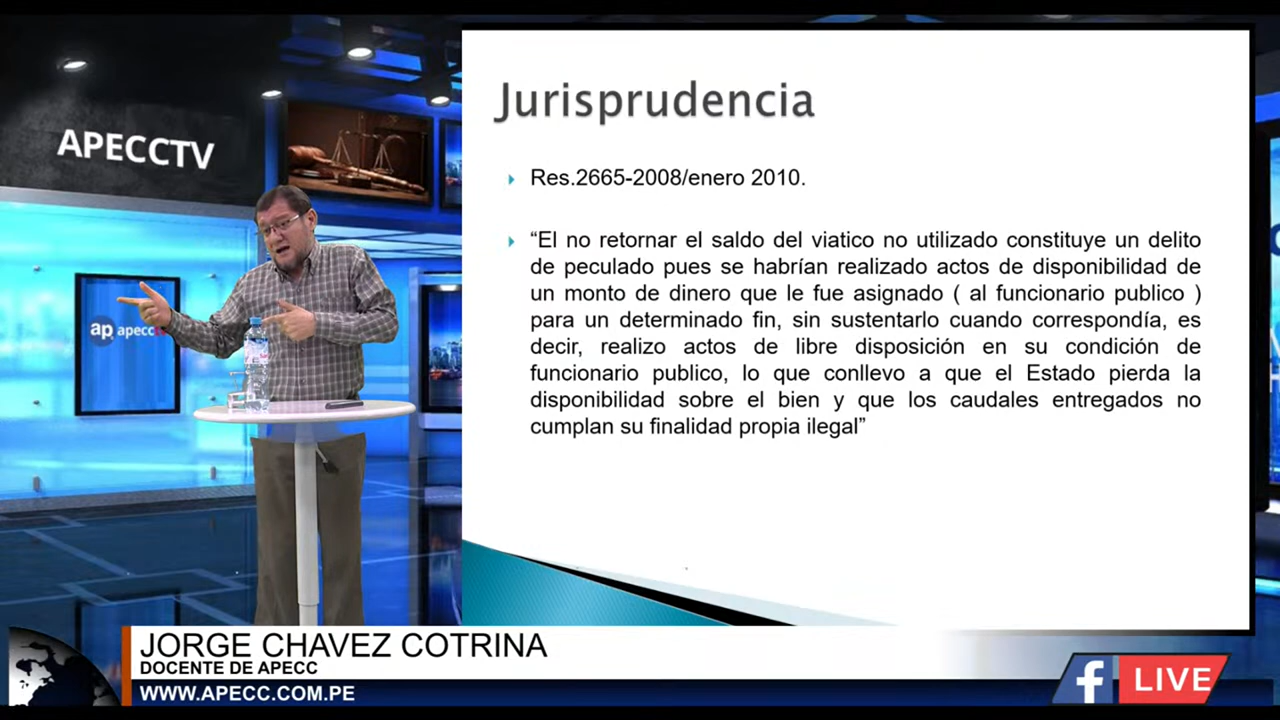 APECCTV
ap apecc
Jurisprudencia
Res.2665-2008/enero 2010.
“El no retornar el saldo del viatico no utilizado constituye un delito
de peculado pues se habrían realizado actos de disponibilidad de
un monto de dinero que le fue asignado ( al funcionario publico )
para un determinado fin, sin sustentarlo cuando correspondía, es
decir, realizo actos de libre disposición en su condición de
funcionario publico, lo que conllevo a que el Estado pierda la
disponibilidad sobre el bien y que los caudales entregados no
cumplan su finalidad propia ilegal”
JORGE CHAVEZ COTRINA
DOCENTE DE APECC
WWW.APECC.COM.PE
f LIVE